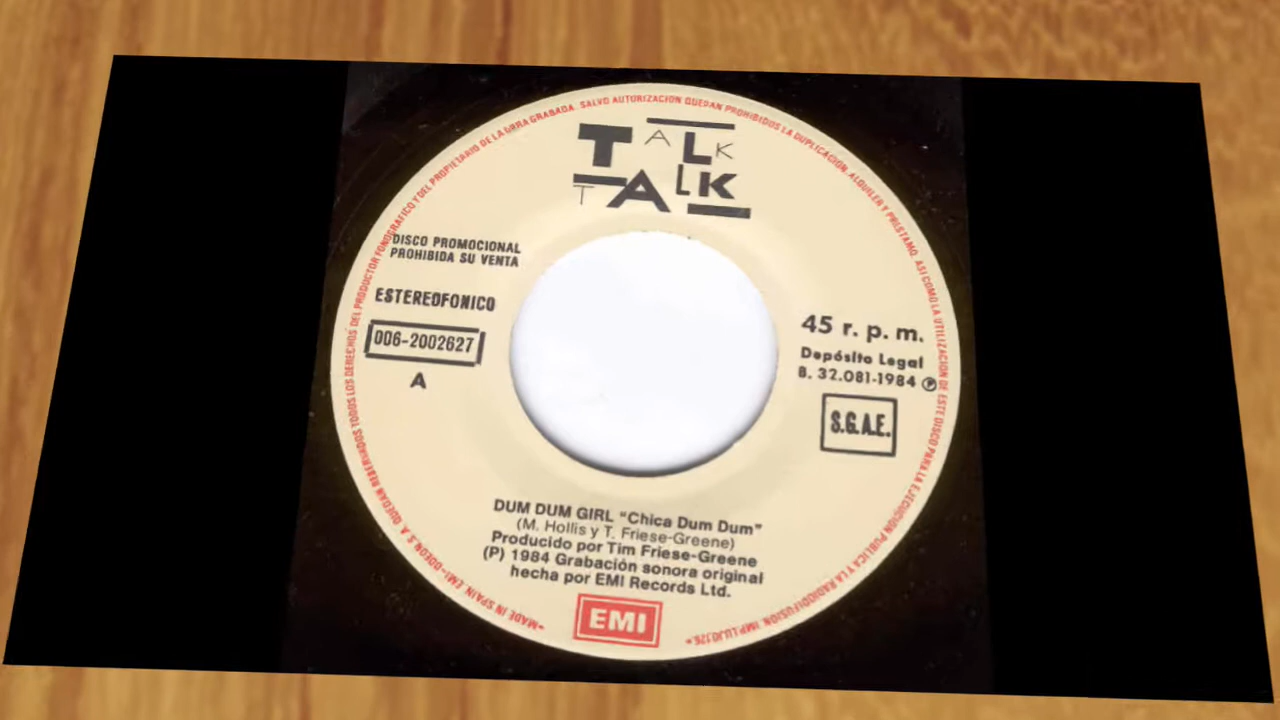 TALK
TALK
DISCO PROMOCIONAL
PROHIBIDA SU VENTA
ESTEREOFONICO
006-2002627
A
45 r. p. m.
Depósito Legal
B. 32.081-1984 Ⓟ
S.G.A.E.
DUM DUM GIRL "Chica Dum Dum"
(M. Hollis y T. Friese-Greene)
Producido por Tim Friese-Greene
(P) 1984 Grabación sonora original
hecha por EMI Records Ltd.
EMI
*MADE IN SPAIN EMI-ODEON, S. A. QUEDAN RESERVADOS TODOS LOS DERECHOS DEL PRODUCTOR FONOGRAFICO Y DEL PROPIETARIO DE LA OBRA GRABADA. SALVO AUTORIZACION QUEDAN PROHIBIDOS LA DUPLICACION, ALQUILER Y PRESTAMO, ASI COMO LA UTILIZACION DE ESTE DISCO PARA LA EJECUCION PUBLICA Y LA RADIODIFUSION.